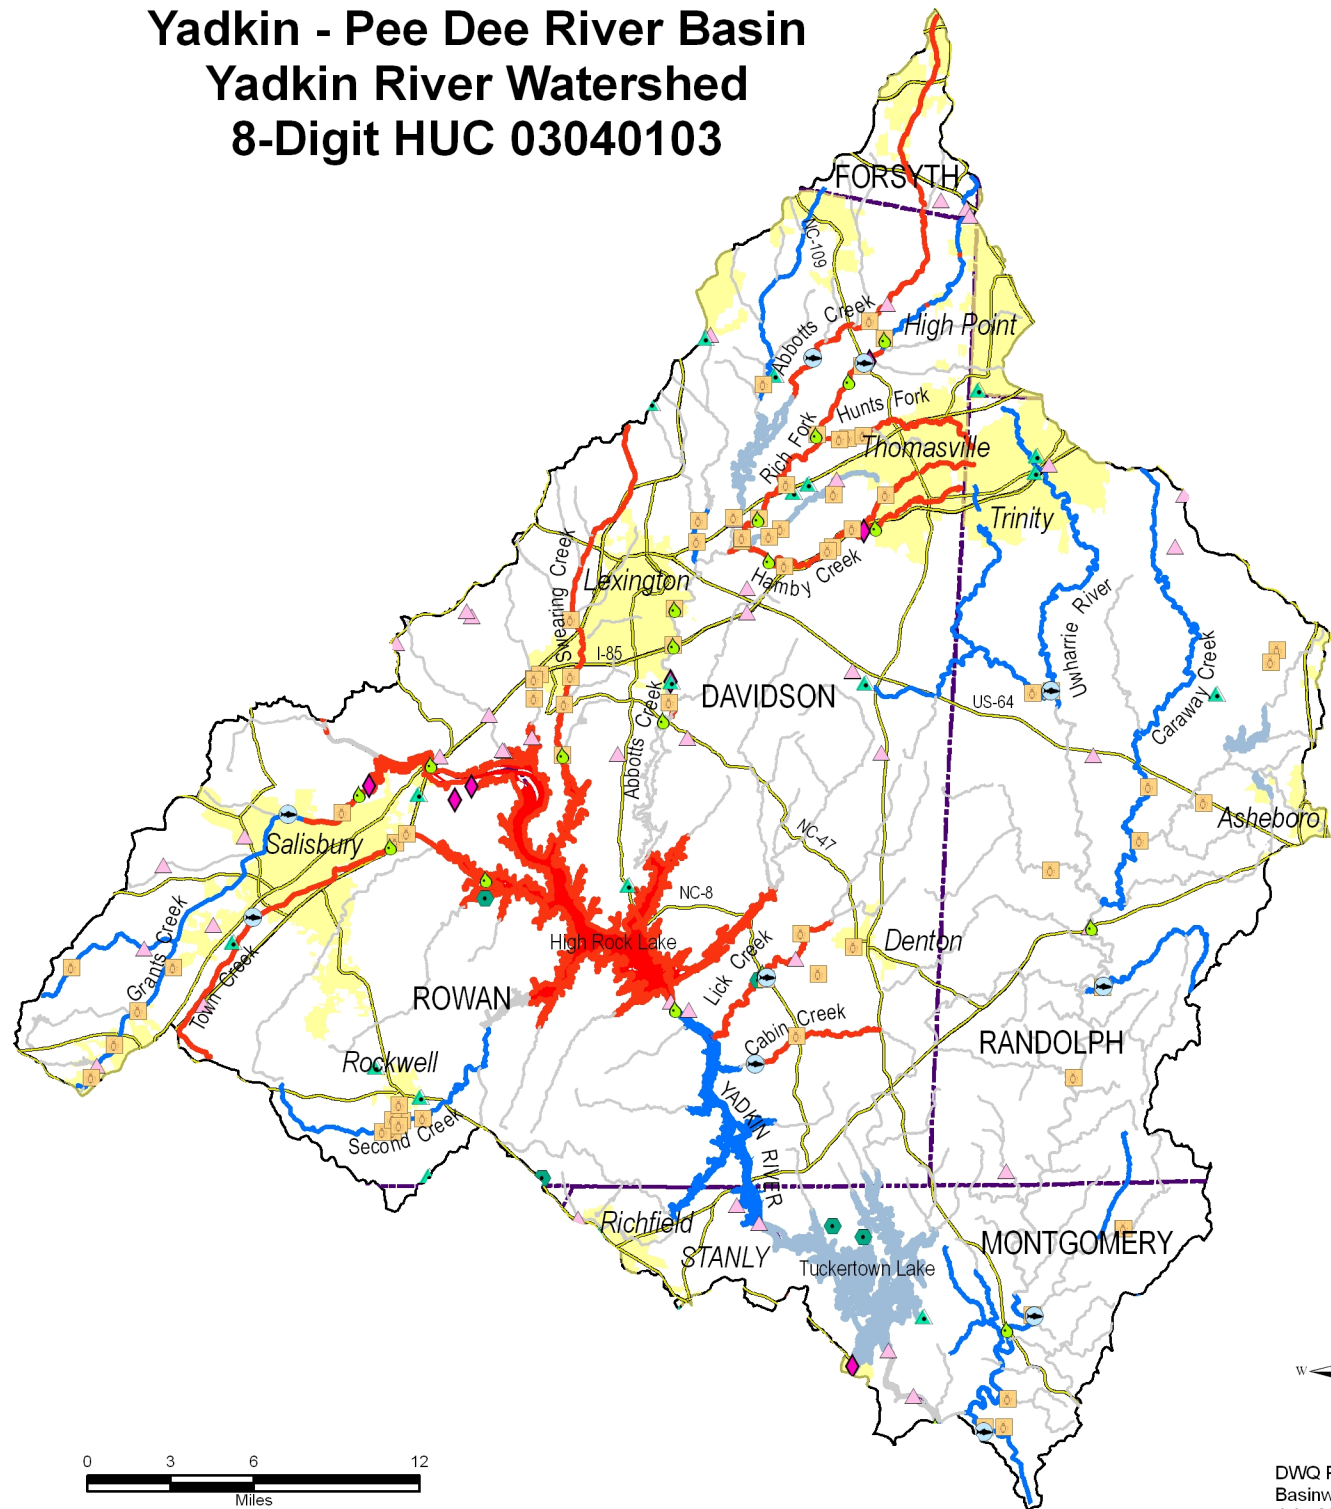 Yadkin - Pee Dee River Basin
Yadkin River Watershed
8-Digit HUC 03040103
FORSYTH
NC-109
Abbotts Creek
High Point
Hunts Fork
Rich Fork
Thomasville
Trinity
Swearing Creek
Lexington
Hamby Creek
Uwharrie River
I-85
Caraway Creek
DAVIDSON
US-64
Abbotts Creek
Asheboro
Salisbury
NC-47
NC-8
Grants Creek
High Rock Lake
Denton
Lick Creek
Town Creek
ROWAN
Cabin Creek
RANDOLPH
Rockwell
YADKIN RIVER
Second Creek
Richfield
STANLY
MONTGOMERY
Tuckertown Lake
W
0 3 6 12
Miles
DWQ
Basinw